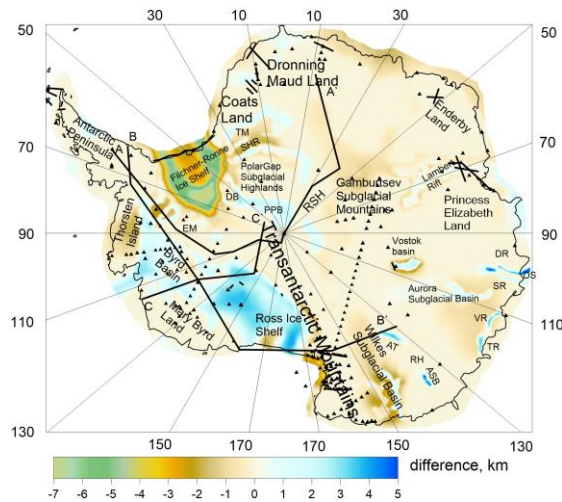 30
10
10
30
50
50
Dronning
Maud Land
A'
Coats
Land
Enderby
Land
Antarctic
Peninsula
B
A
TM
SHR
70
70
Filchner-Ronne
Ice Shelf
PolarGap
Subglacial
Highlands
Lambert
Rift
Gamburtsev
Subglacial
Mountains
Princess
Elizabeth
Land
DB
RSH
PPB
Thorsten
Island
C'
EM
90
90
Transantarctic Mountains
Vostok
basin
DR
DS
Byrd
Basin
SR
Aurora
Subglacial Basin
C
Mary Byrd
Land
Ross Ice
Shelf
B'
VR
110
110
Wilkes
Subglacial Basin
AT
TR
RH
ASB
130
130
150
170
170
150
difference, km
-7 -6 -5 -4 -3 -2 -1 0 1 2 3 4 5